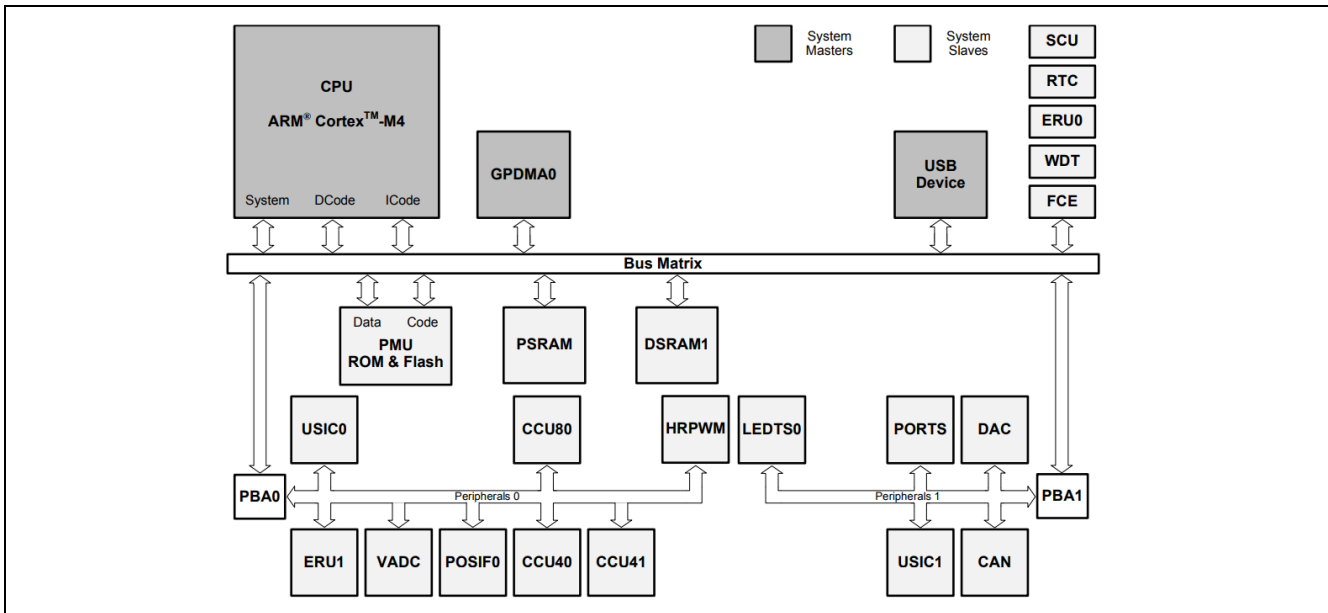 CPU
ARM® Cortex™-M4
System DCode ICode
GPDMA0
System
Masters
System
Slaves
USB
Device
SCU
RTC
ERU0
WDT
FCE
Bus Matrix
Data Code
PMU
ROM & Flash
PSRAM
DSRAM1
USIC0
CCU80
HRPWM
LEDTS0
PORTS
DAC
PBA0
Peripherals 0
Peripherals 1
PBA1
ERU1
VADC
POSIF0
CCU40
CCU41
USIC1
CAN